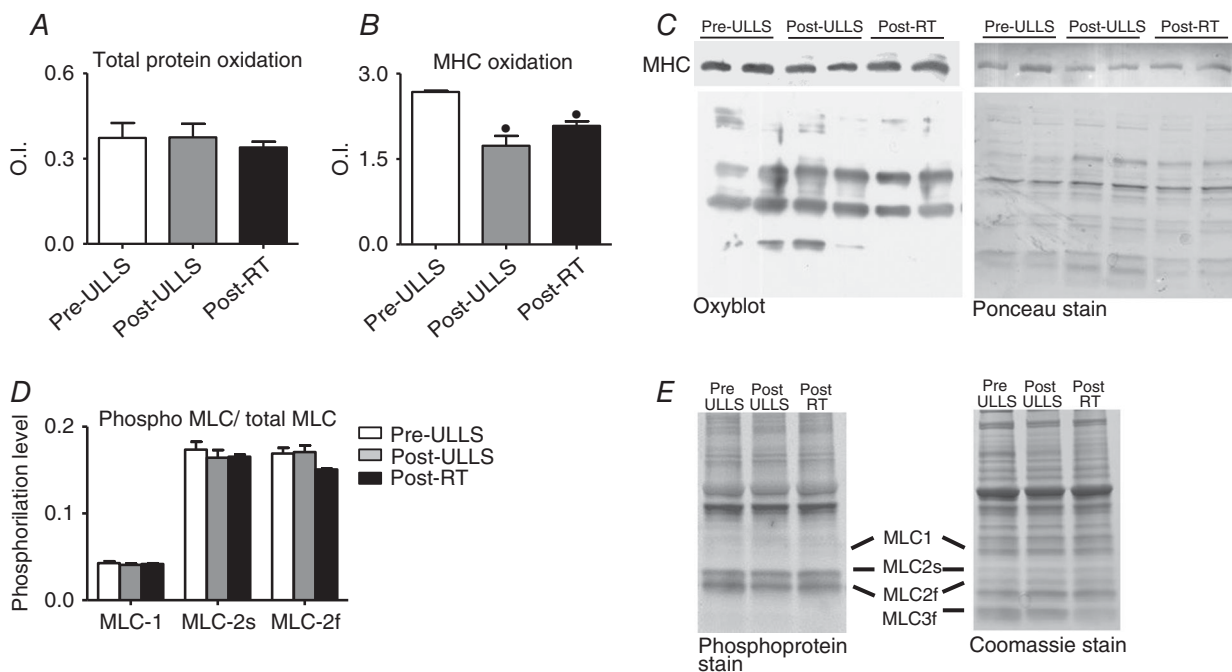 A
Total protein oxidation
O.I.
0.6
0.3
0.0
Pre-ULLS
Post-ULLS
Post-RT
B
MHC oxidation
O.I.
3.0
1.5
0.0
Pre-ULLS
Post-ULLS
Post-RT
C
Pre-ULLS Post-ULLS Post-RT
Pre-ULLS Post-ULLS Post-RT
MHC
Oxyblot
Ponceau stain
D
Phospho MLC/ total MLC
Phosphorilation level
0.2
0.1
0.0
MLC-1 MLC-2s MLC-2f
Pre-ULLS
Post-ULLS
Post-RT
E
Pre Post Post
ULLS ULLS RT
Pre Post Post
ULLS ULLS RT
MLC1
MLC2s
MLC2f
MLC3f
Phosphoprotein
stain
Coomassie stain